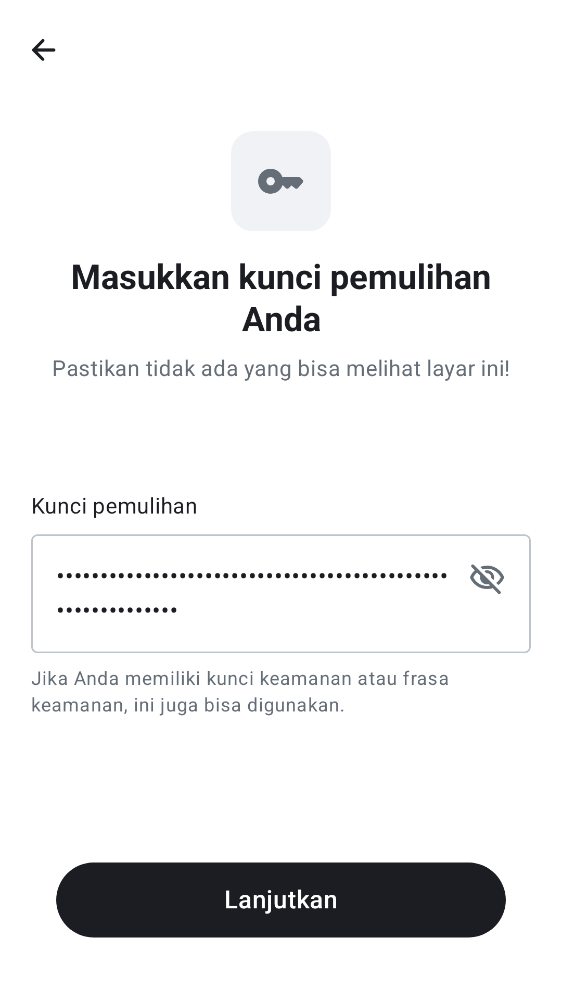 Masukkan kunci pemulihan
Anda
Pastikan tidak ada yang bisa melihat layar ini!
Kunci pemulihan
•••••••••••••••••••••••••••••••••••••••••••••
••••••••••••••
Jika Anda memiliki kunci keamanan atau frasa
keamanan, ini juga bisa digunakan.
Lanjutkan